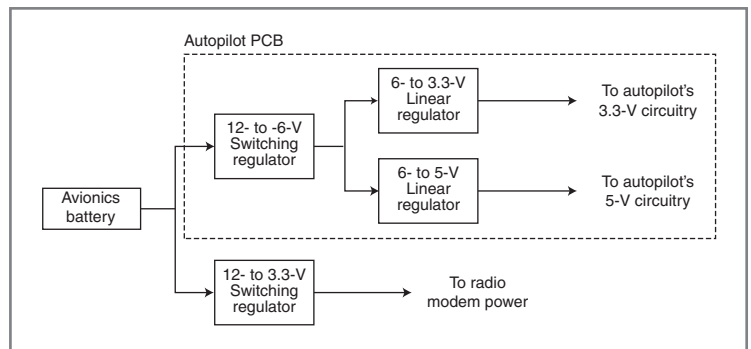 Autopilot PCB
6- to 3.3-V
Linear
regulator
To autopilot's
3.3-V circuitry
12- to -6-V
Switching
regulator
6- to 5-V
Linear
regulator
To autopilot's
5-V circuitry
Avionics
battery
12- to 3.3-V
Switching
regulator
To radio
modem power